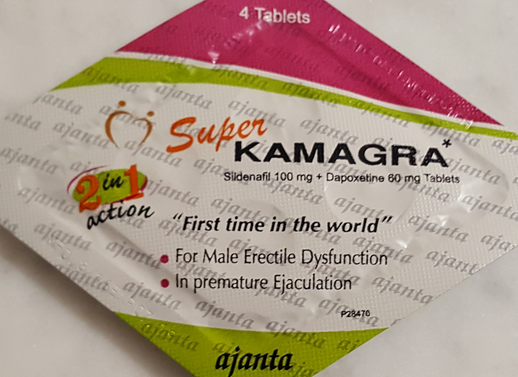 4 Tablets
Super
KAMAGRA*
Sildenafil 100 mg + Dapoxetine 60 mg Tablets
2 in 1
action
“First time in the world”
• For Male Erectile Dysfunction
• In premature Ejaculation
P28470
ajanta